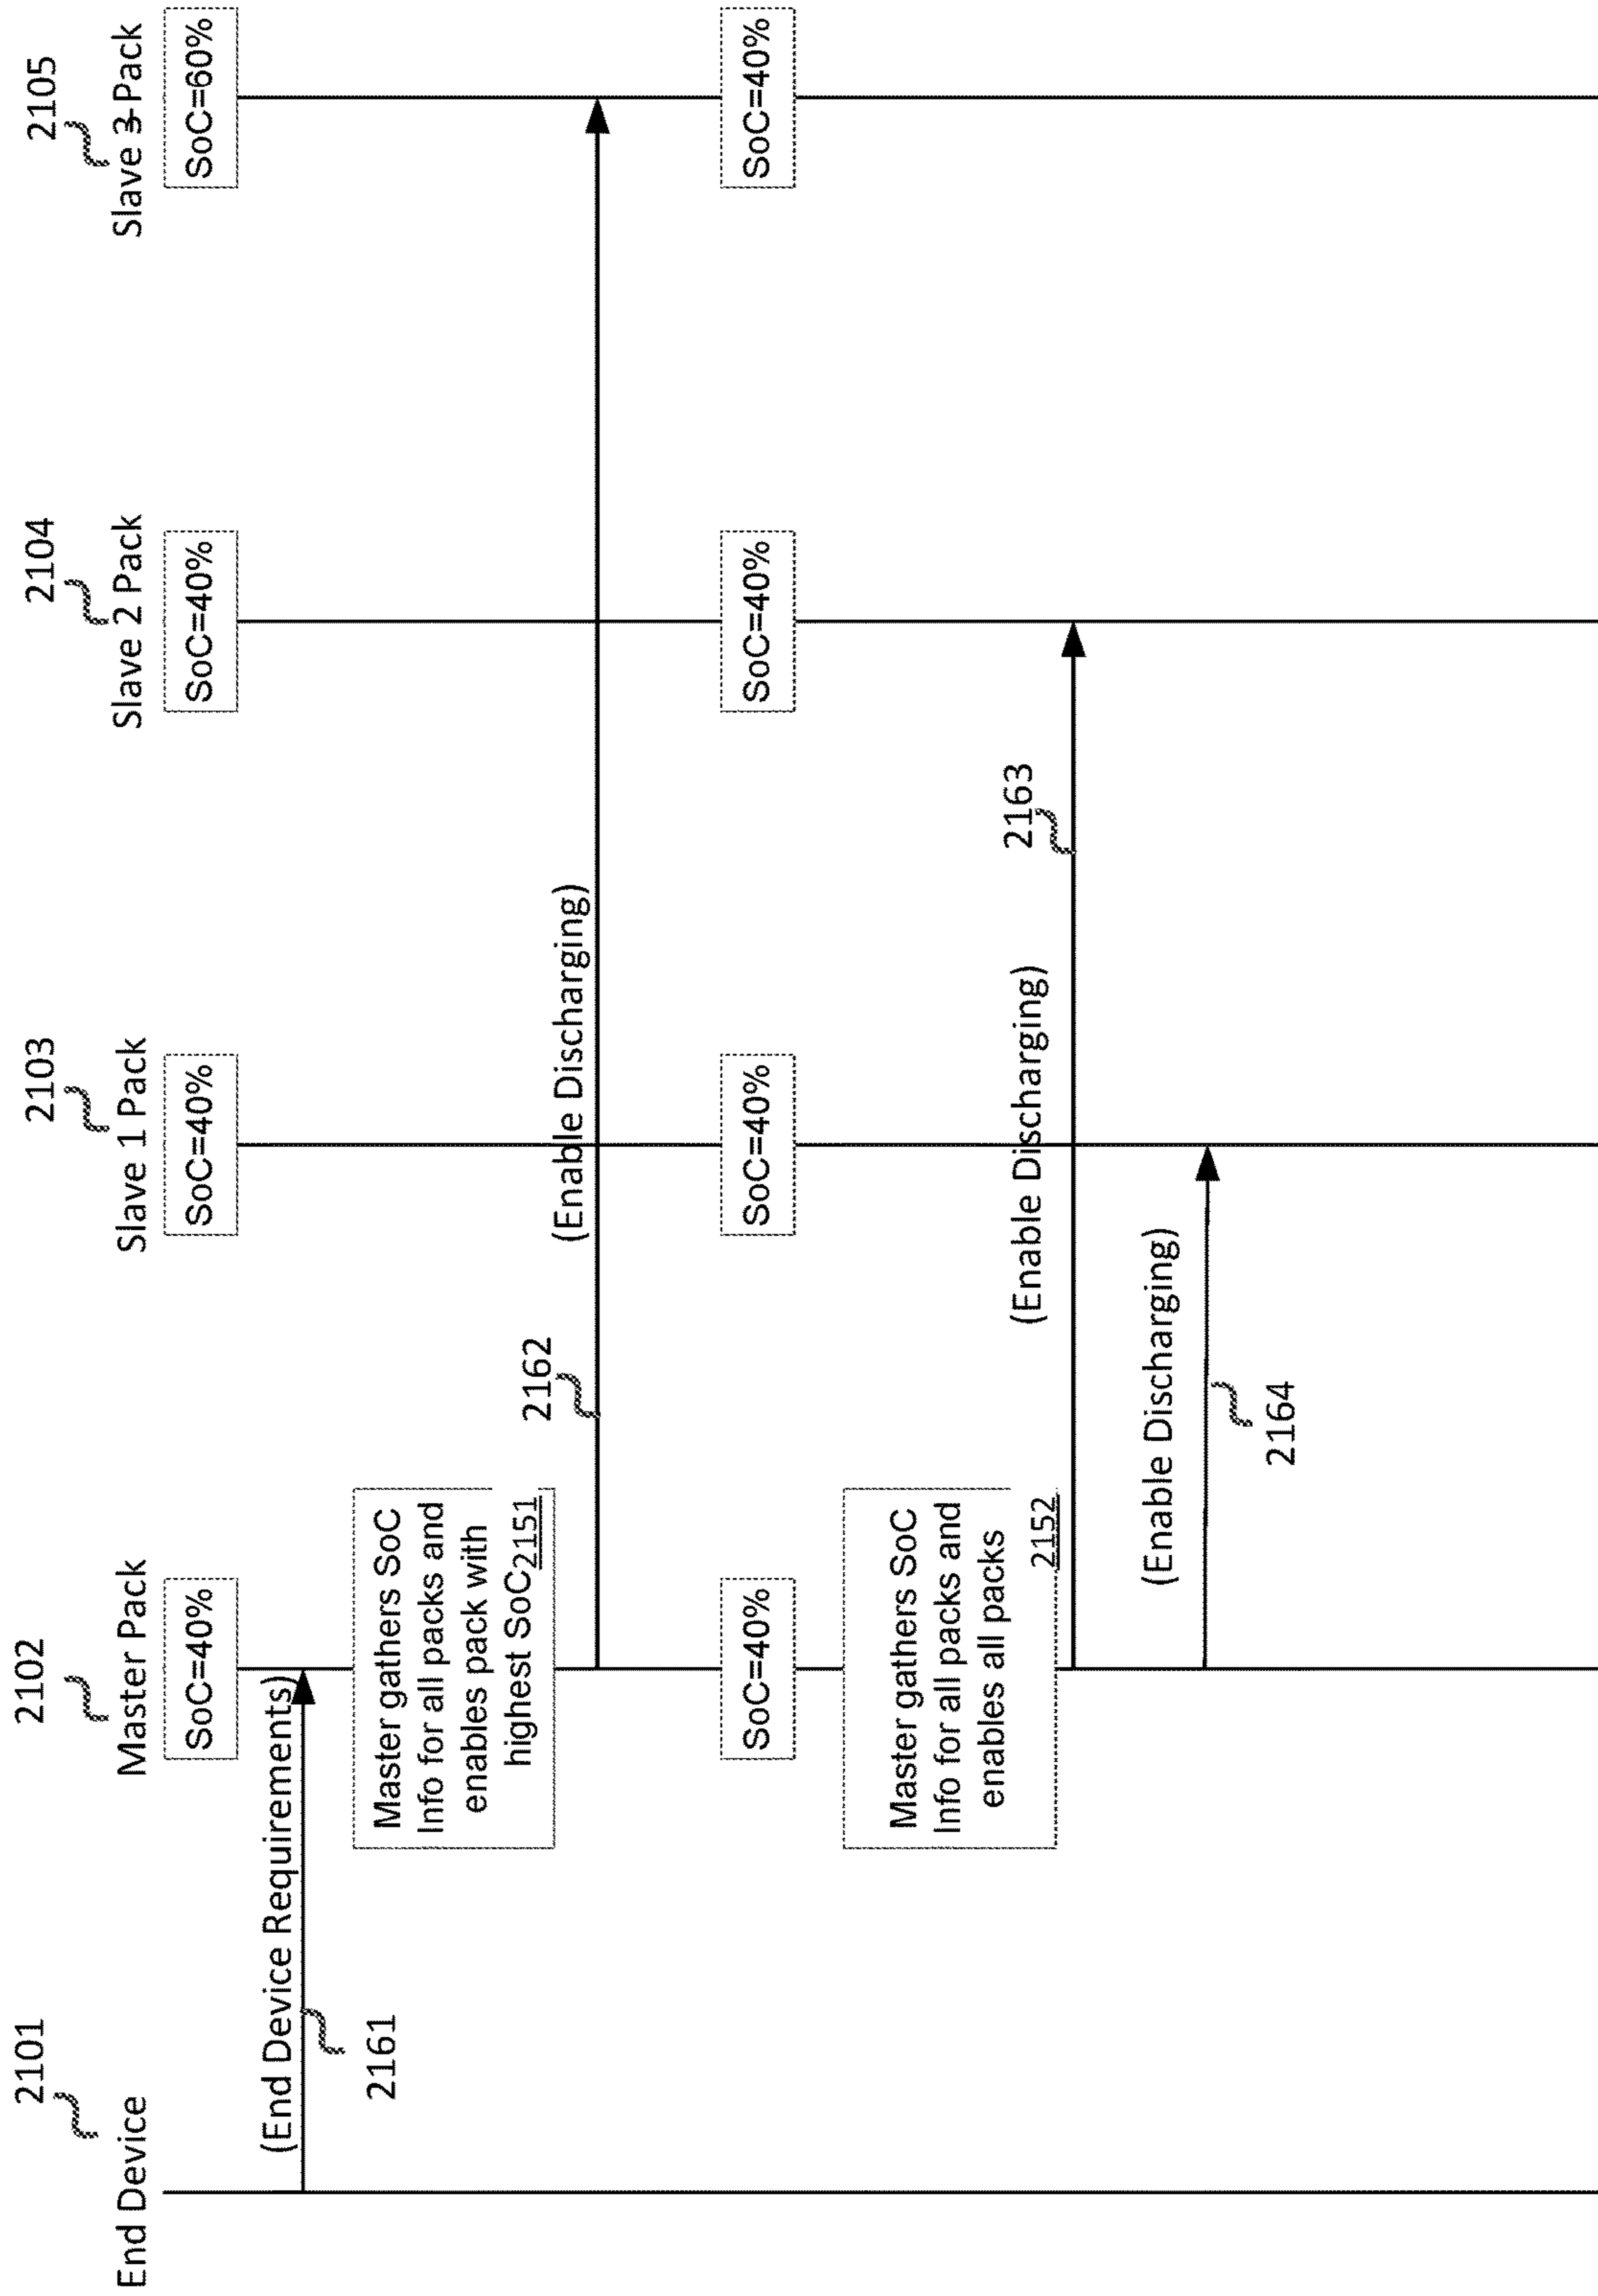 2101
2102
2103
2104
2105
End Device
Master Pack
Slave 1 Pack
Slave 2 Pack
Slave 3 Pack
SoC=40%
SoC=40%
SoC=40%
SoC=60%
(End Device Requirements)
2161
Master gathers SoC
Info for all packs and
enables pack with
highest SoC 2151
2162
(Enable Discharging)
SoC=40%
SoC=40%
SoC=40%
SoC=40%
Master gathers SoC
Info for all packs and
enables all packs
2152
(Enable Discharging)
2163
(Enable Discharging)
2164